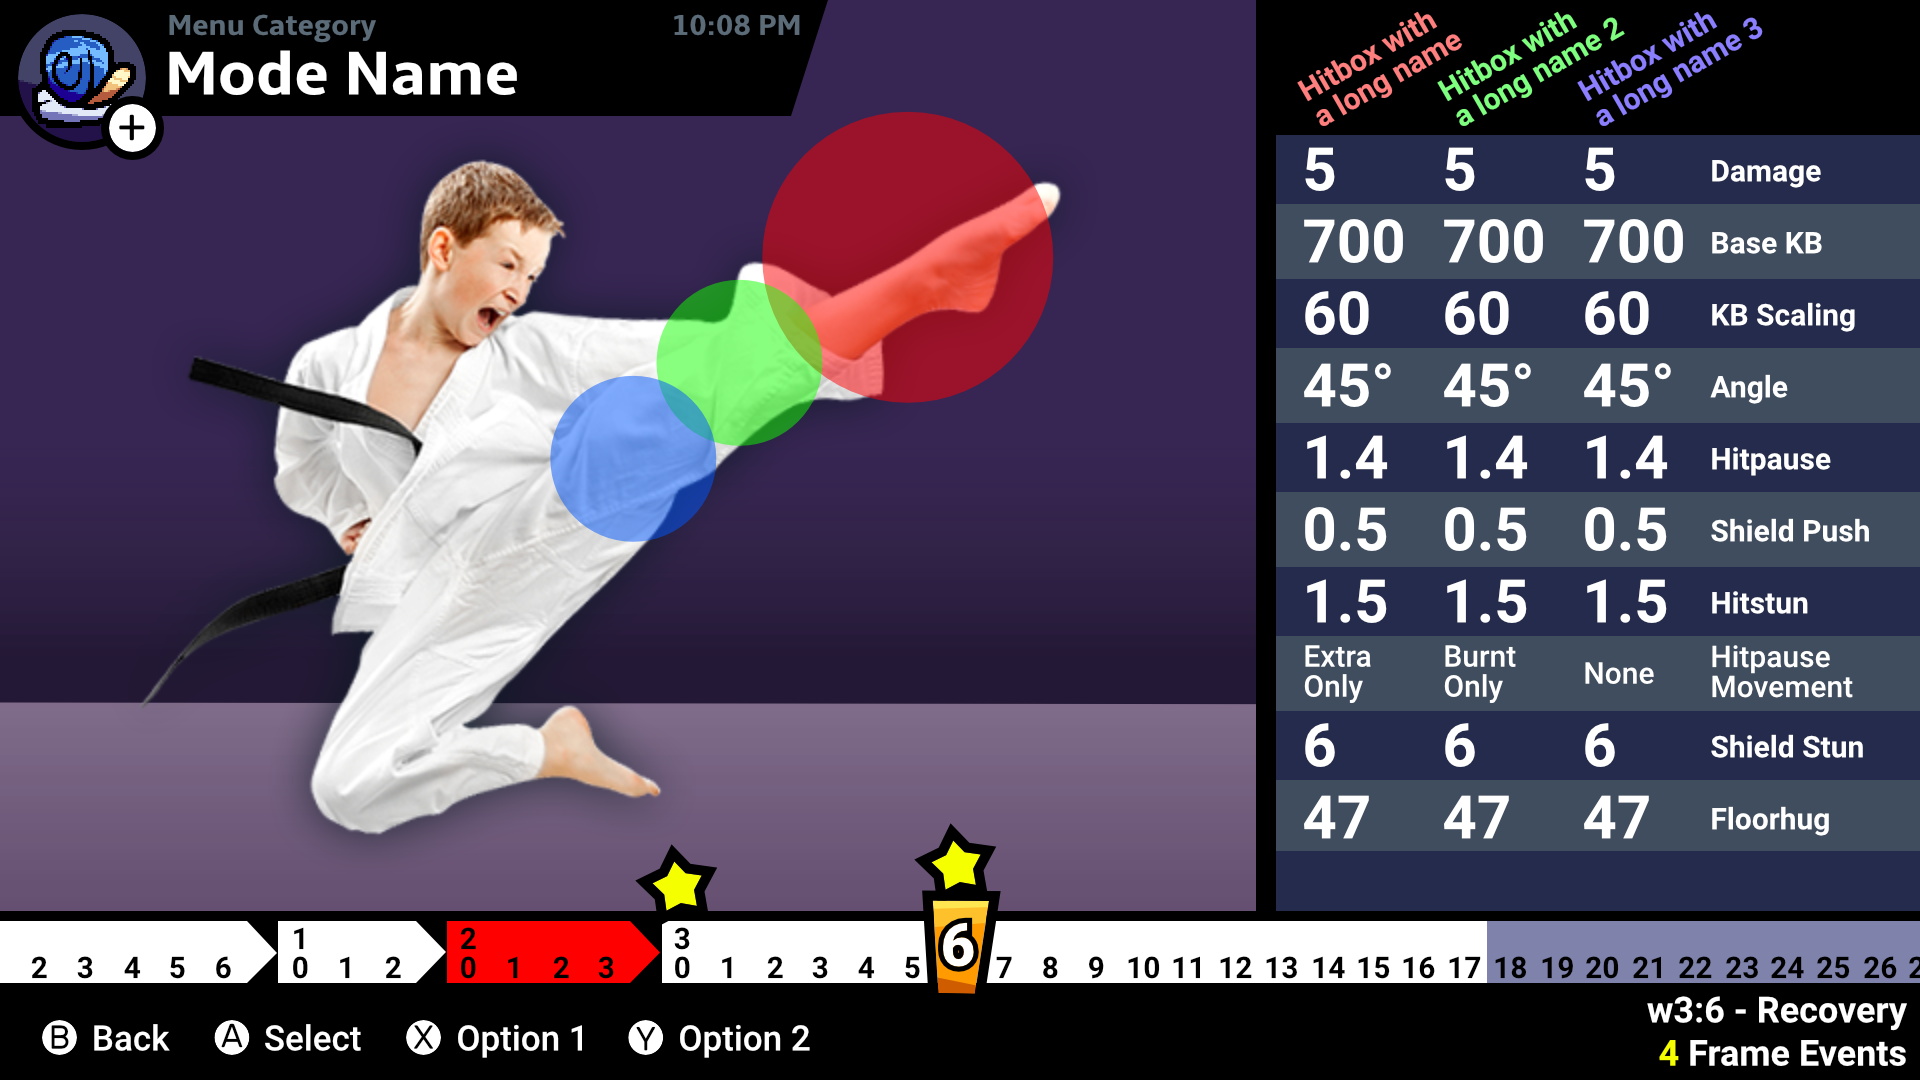 Menu Category
10:08 PM
Mode Name
Hitbox with
a long name
Hitbox with
a long name 2
Hitbox with
a long name 3
5 5 5 Damage
700 700 700 Base KB
60 60 60 KB Scaling
45° 45° 45° Angle
1.4 1.4 1.4 Hitpause
0.5 0.5 0.5 Shield Push
1.5 1.5 1.5 Hitstun
Extra Only Burnt Only None Hitpause Movement
6 6 6 Shield Stun
47 47 47 Floorhug
1 2 3
2 3 4 5 6 0 1 2 0 1 2 3 0 1 2 3 4 5 6 7 8 9 10 11 12 13 14 15 16 17 18 19 20 21 22 23 24 25 26
B Back A Select X Option 1 Y Option 2
w3:6 - Recovery
4 Frame Events